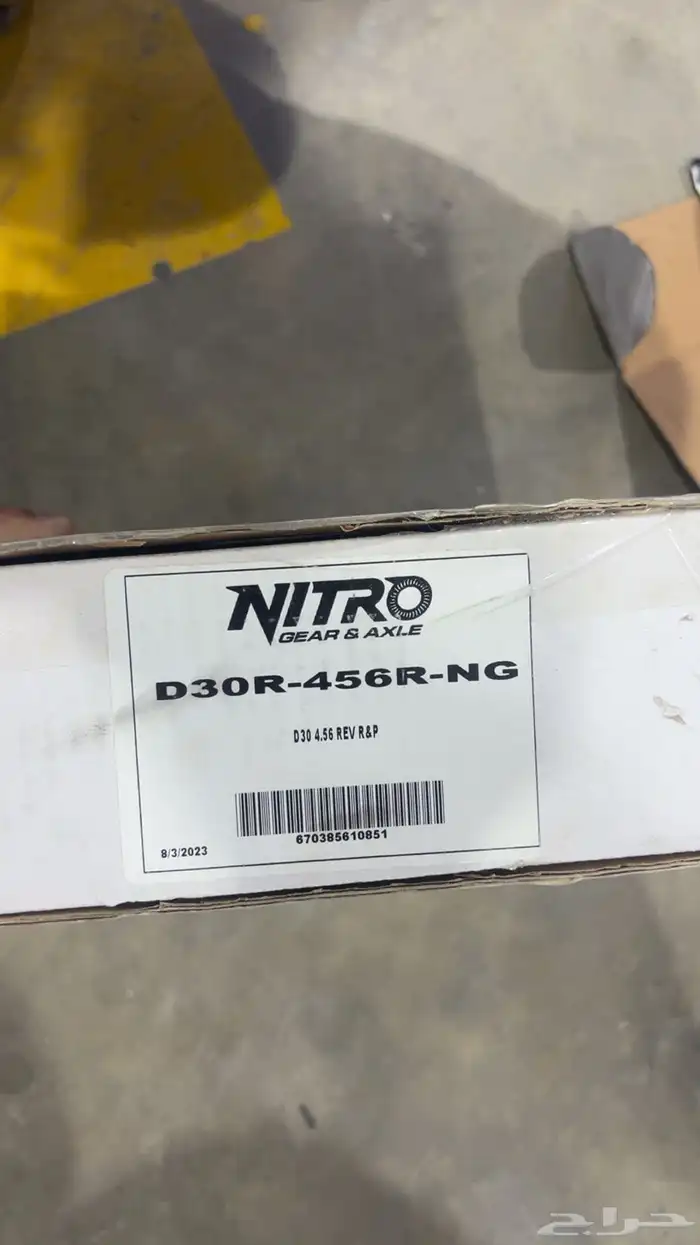 NITRO
GEAR & AXLE
D30R-456R-NG
D30 4.56 REV R&P
670385610851
8/3/2023
حراج